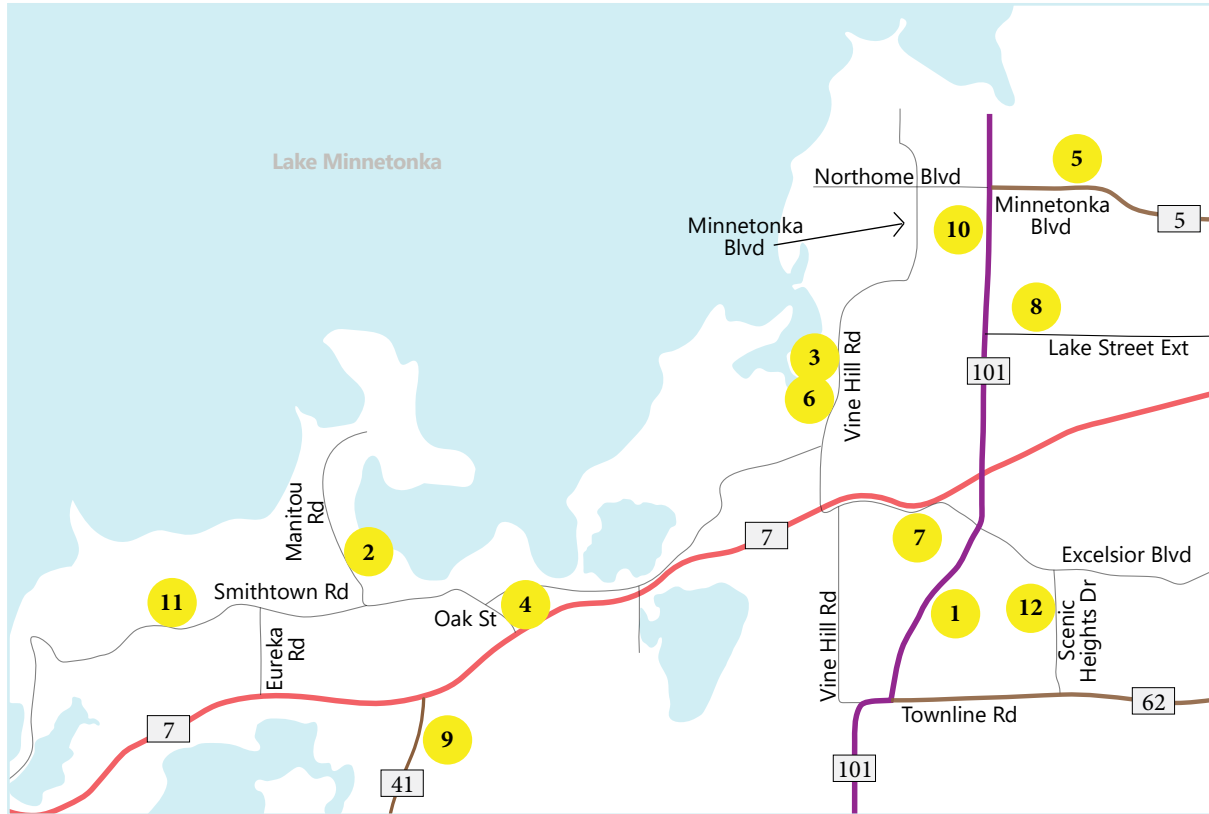 Lake Minnetonka
5
Northome Blvd
Minnetonka
Blvd
5
Minnetonka
Blvd
10
8
Lake Street Ext
3
Vine Hill Rd
101
6
Manitou
Rd
2
7
7
Excelsior Blvd
Smithtown Rd
11
4
Oak St
1
12
Scenic
Heights Dr
Eureka
Rd
Vine Hill Rd
Townline Rd
62
7
9
41
101